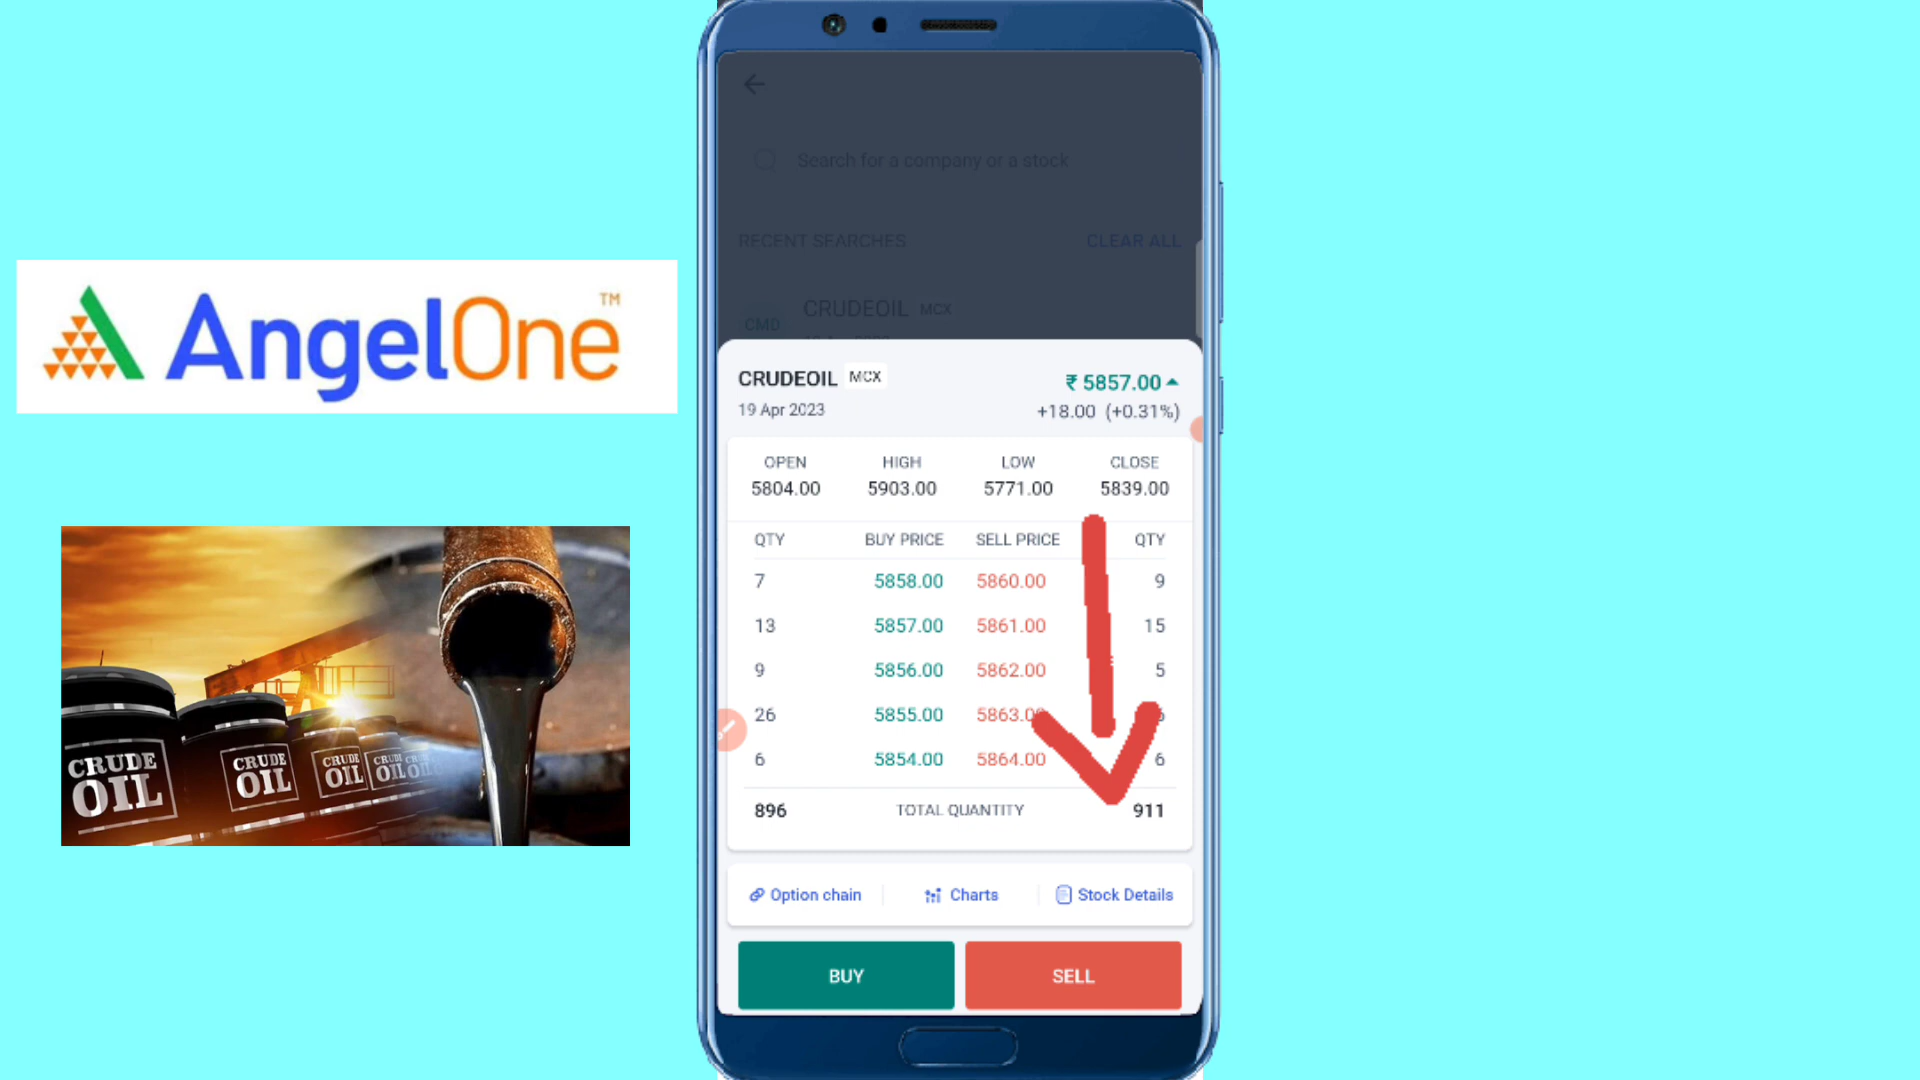 AngelOne™
CRUDE
OIL
CRUDE
OIL
CRUDE
OIL
CRUDE
OIL
Search for a company or a stock
RECENT SEARCHES CLEAR ALL
CMD CRUDEOIL MCX
CRUDEOIL MCX ₹ 5857.00
19 Apr 2023 +18.00 (+0.31%)
OPEN HIGH LOW CLOSE
5804.00 5903.00 5771.00 5839.00
QTY BUY PRICE SELL PRICE QTY
7 5858.00 5860.00 9
13 5857.00 5861.00 15
9 5856.00 5862.00 5
26 5855.00 5863.00
6 5854.00 5864.00 6
896 TOTAL QUANTITY 911
Option chain Charts Stock Details
BUY SELL